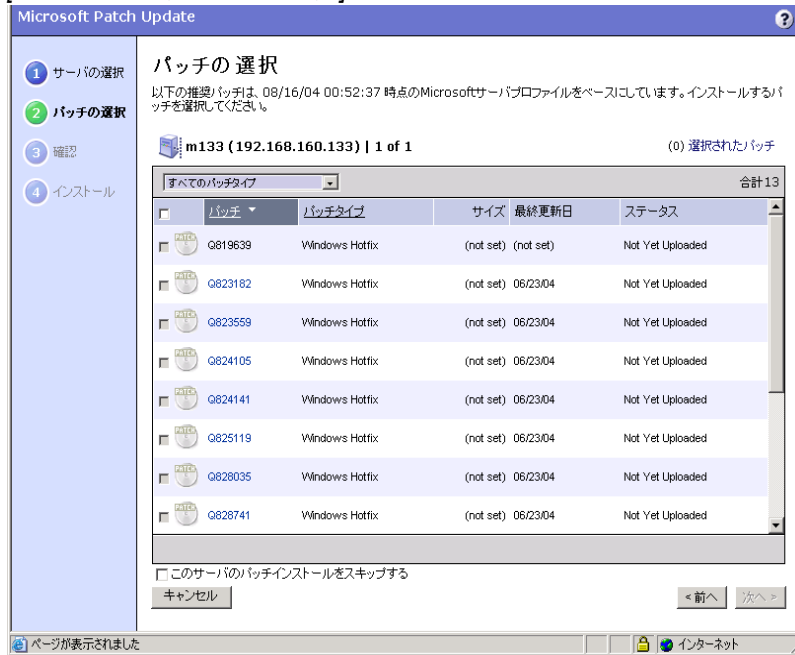 Microsoft Patch Update
?
1 サーバの選択
2 パッチの選択
3 確認
4 インストール
パッチの 選択
以下の推奨パッチは、08/16/04 00:52:37 時点のMicrosoftサーバプロファイルをベースにしています。インストールするパ
ッチを選択してください。
m133 (192.168.160.133) | 1 of 1
(0) 選択されたパッチ
すべてのパッチタイプ
合計13
パッチ パッチタイプ サイズ 最終更新日 ステータス
Q819639 Windows Hotfix (not set) (not set) Not Yet Uploaded
Q823182 Windows Hotfix (not set) 06/23/04 Not Yet Uploaded
Q823559 Windows Hotfix (not set) 06/23/04 Not Yet Uploaded
Q824105 Windows Hotfix (not set) 06/23/04 Not Yet Uploaded
Q824141 Windows Hotfix (not set) 06/23/04 Not Yet Uploaded
Q825119 Windows Hotfix (not set) 06/23/04 Not Yet Uploaded
Q828035 Windows Hotfix (not set) 06/23/04 Not Yet Uploaded
Q828741 Windows Hotfix (not set) 06/23/04 Not Yet Uploaded
このサーバのパッチインストールをスキップする
キャンセル
<前へ 次へ >
ページが表示されました インターネット